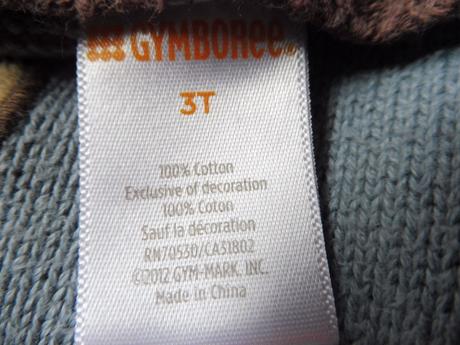 GYMBOREE
3T
100% Cotton
Exclusive of decoration
100% Coton
Sauf la décoration
RN70530/CA31802
©2012 GYM-MARK, INC.
Made in China